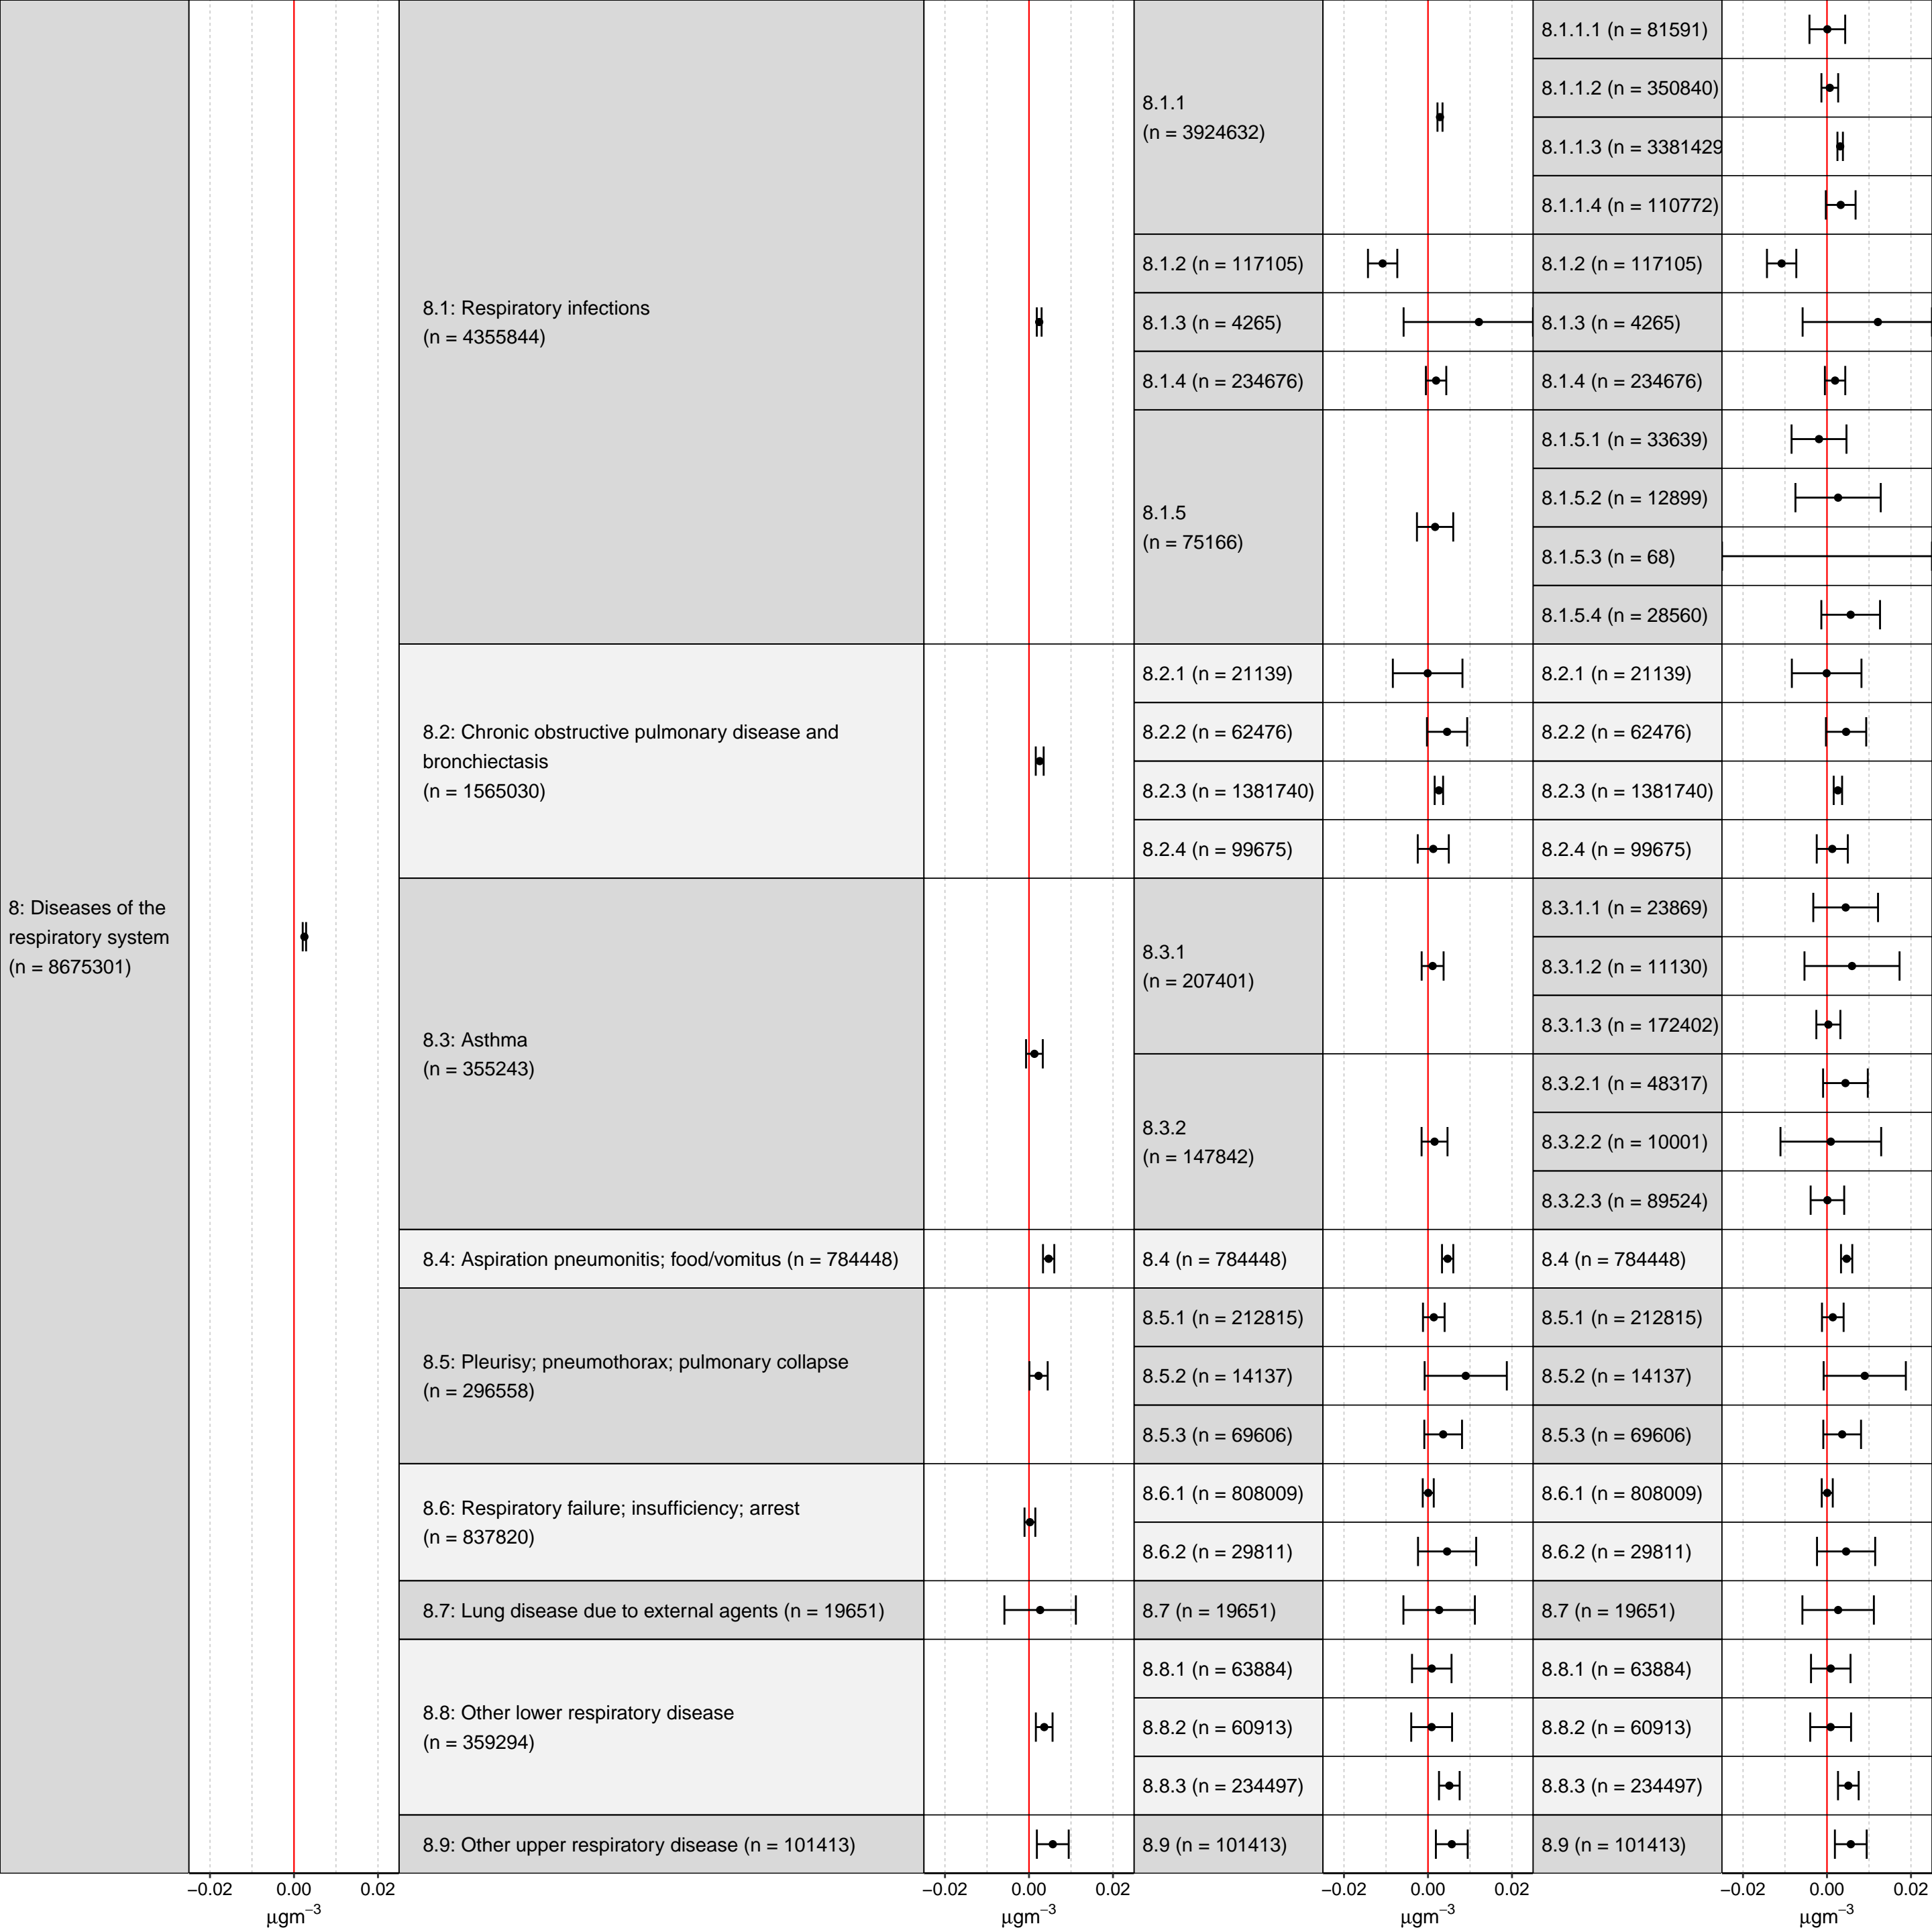 8: Diseases of the
respiratory system
(n = 8675301)
8.1: Respiratory infections
(n = 4355844)
8.2: Chronic obstructive pulmonary disease and
bronchiectasis
(n = 1565030)
8.3: Asthma
(n = 355243)
8.4: Aspiration pneumonitis; food/vomitus (n = 784448)
8.5: Pleurisy; pneumothorax; pulmonary collapse
(n = 296558)
8.6: Respiratory failure; insufficiency; arrest
(n = 837820)
8.7: Lung disease due to external agents (n = 19651)
8.8: Other lower respiratory disease
(n = 359294)
8.9: Other upper respiratory disease (n = 101413)
8.1.1
(n = 3924632)
8.1.2 (n = 117105)
8.1.3 (n = 4265)
8.1.4 (n = 234676)
8.1.5
(n = 75166)
8.2.1 (n = 21139)
8.2.2 (n = 62476)
8.2.3 (n = 1381740)
8.2.4 (n = 99675)
8.3.1
(n = 207401)
8.3.2
(n = 147842)
8.4 (n = 784448)
8.5.1 (n = 212815)
8.5.2 (n = 14137)
8.5.3 (n = 69606)
8.6.1 (n = 808009)
8.6.2 (n = 29811)
8.7 (n = 19651)
8.8.1 (n = 63884)
8.8.2 (n = 60913)
8.8.3 (n = 234497)
8.9 (n = 101413)
8.1.1.1 (n = 81591)
8.1.1.2 (n = 350840)
8.1.1.3 (n = 3381429
8.1.1.4 (n = 110772)
8.1.2 (n = 117105)
8.1.3 (n = 4265)
8.1.4 (n = 234676)
8.1.5.1 (n = 33639)
8.1.5.2 (n = 12899)
8.1.5.3 (n = 68)
8.1.5.4 (n = 28560)
8.2.1 (n = 21139)
8.2.2 (n = 62476)
8.2.3 (n = 1381740)
8.2.4 (n = 99675)
8.3.1.1 (n = 23869)
8.3.1.2 (n = 11130)
8.3.1.3 (n = 172402)
8.3.2.1 (n = 48317)
8.3.2.2 (n = 10001)
8.3.2.3 (n = 89524)
8.4 (n = 784448)
8.5.1 (n = 212815)
8.5.2 (n = 14137)
8.5.3 (n = 69606)
8.6.1 (n = 808009)
8.6.2 (n = 29811)
8.7 (n = 19651)
8.8.1 (n = 63884)
8.8.2 (n = 60913)
8.8.3 (n = 234497)
8.9 (n = 101413)
−0.02 0.00 0.02 −0.02 0.00 0.02 −0.02 0.00 0.02 −0.02 0.00 0.02
μgm⁻³ μgm⁻³ μgm⁻³ μgm⁻³